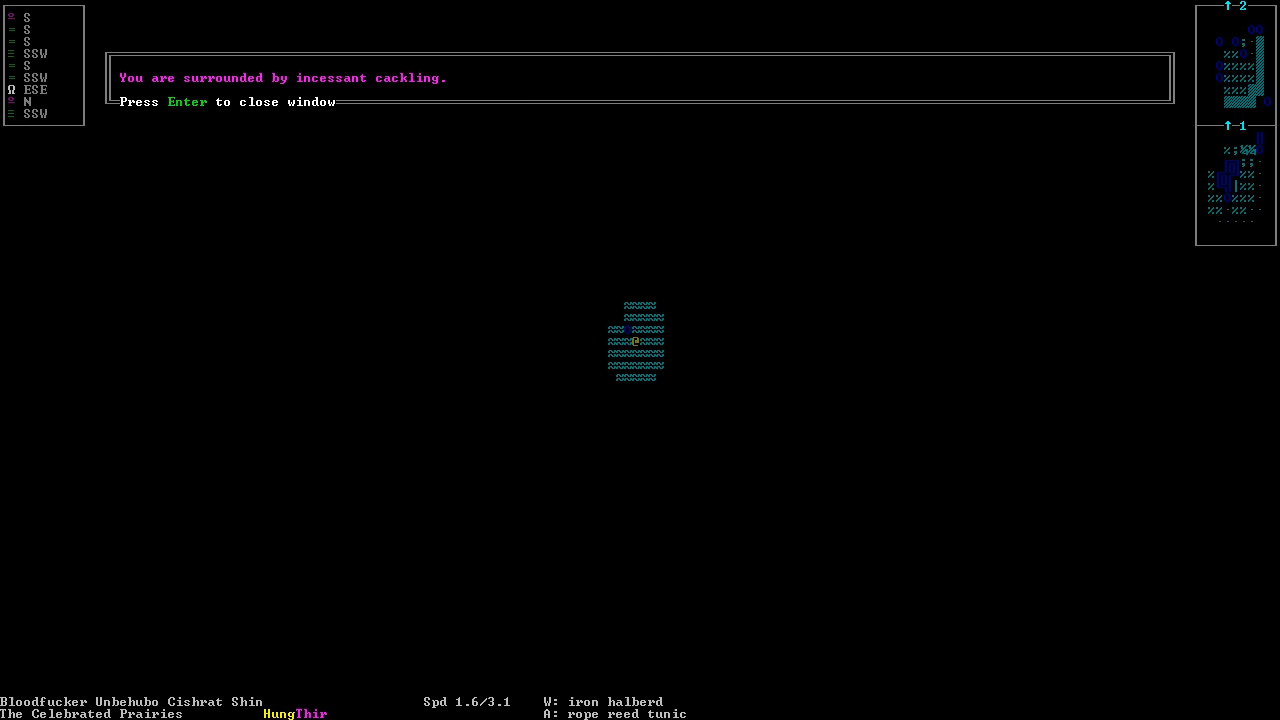 º S
= S
= S
≡ SSW
= S
= SSW
Ω ESE
º N
≡ SSW
You are surrounded by incessant cackling.
Press Enter to close window
↑ 2
↑ 1
Bloodfucker Unbehubo Cishrat Shin
Spd 1.6/3.1
W: iron halberd
The Celebrated Prairies
HungThir
A: rope reed tunic